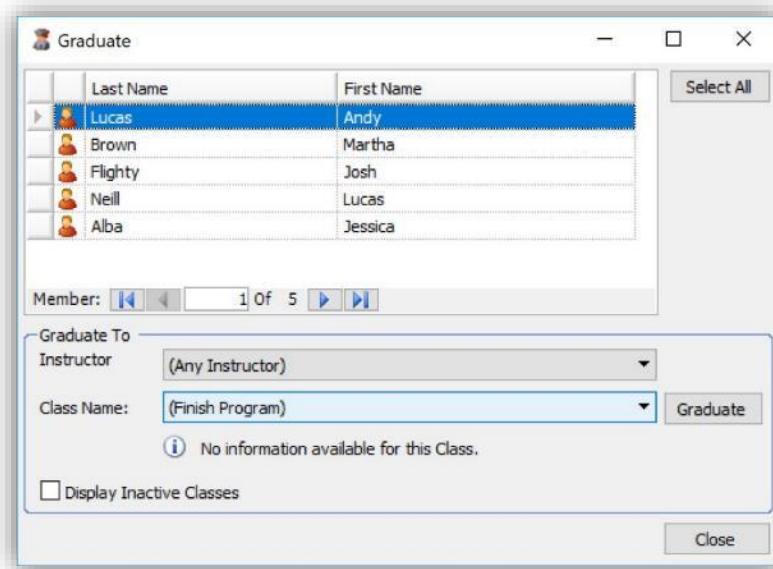 Graduate
Last Name First Name
Select All
Lucas Andy
Brown Martha
Flighty Josh
Neill Lucas
Alba Jessica
Member: 1 Of 5
Graduate To
Instructor (Any Instructor)
Class Name: (Finish Program) Graduate
No information available for this Class.
Display Inactive Classes
Close